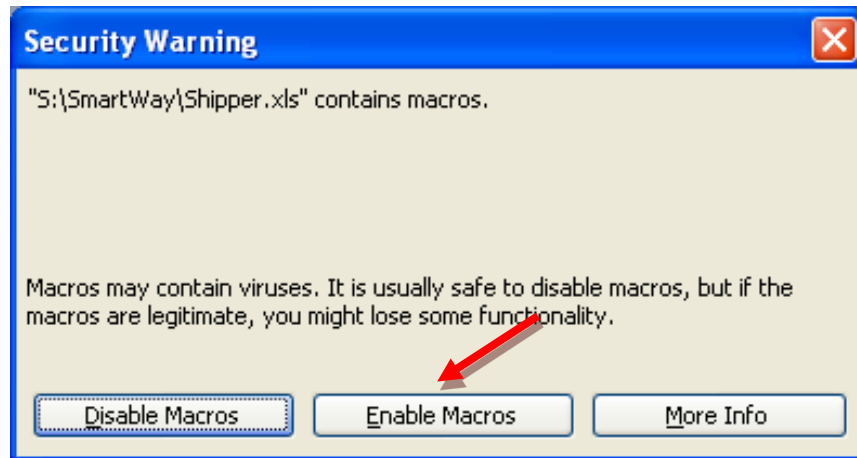 Security Warning
"S:\SmartWay\Shipper.xls" contains macros.
Macros may contain viruses. It is usually safe to disable macros, but if the
macros are legitimate, you might lose some functionality.
Disable Macros
Enable Macros
More Info